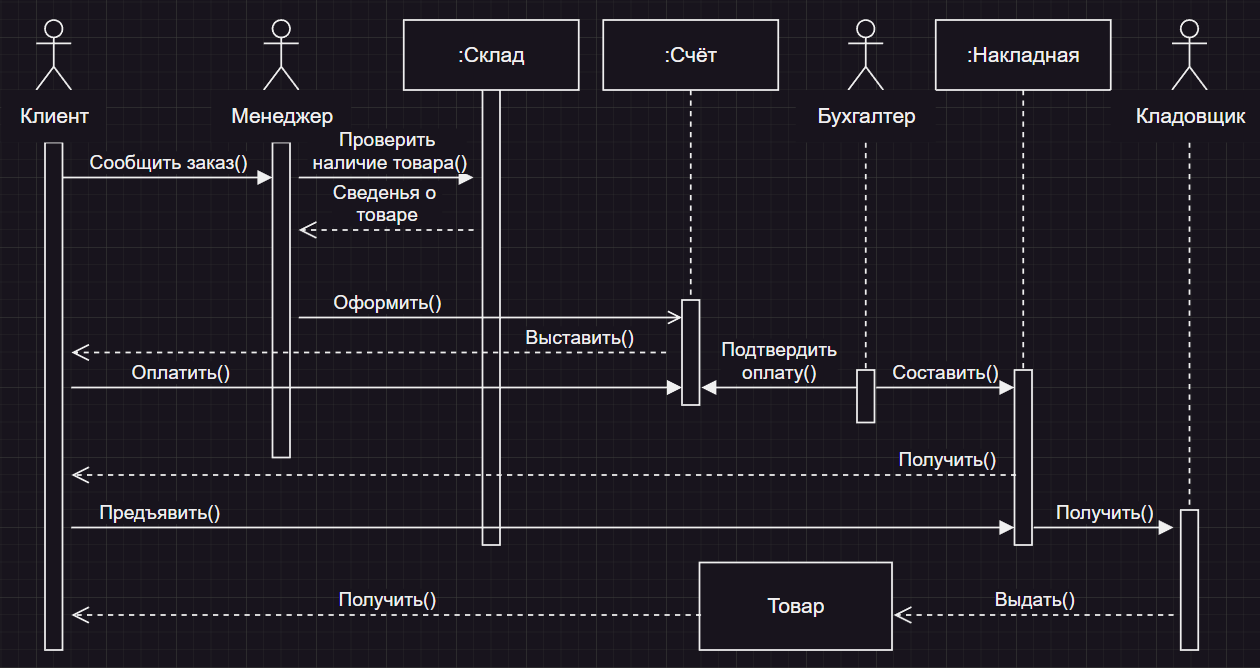 :Склад
:Счёт
:Накладная
Клиент
Менеджер
Бухгалтер
Кладовщик
Проверить
наличие товара()
Сообщить заказ()
Сведенья о
товаре
Оформить()
Выставить()
Подтвердить
оплату()
Оплатить()
Составить()
Получить()
Предъявить()
Получить()
Получить()
Товар
Выдать()